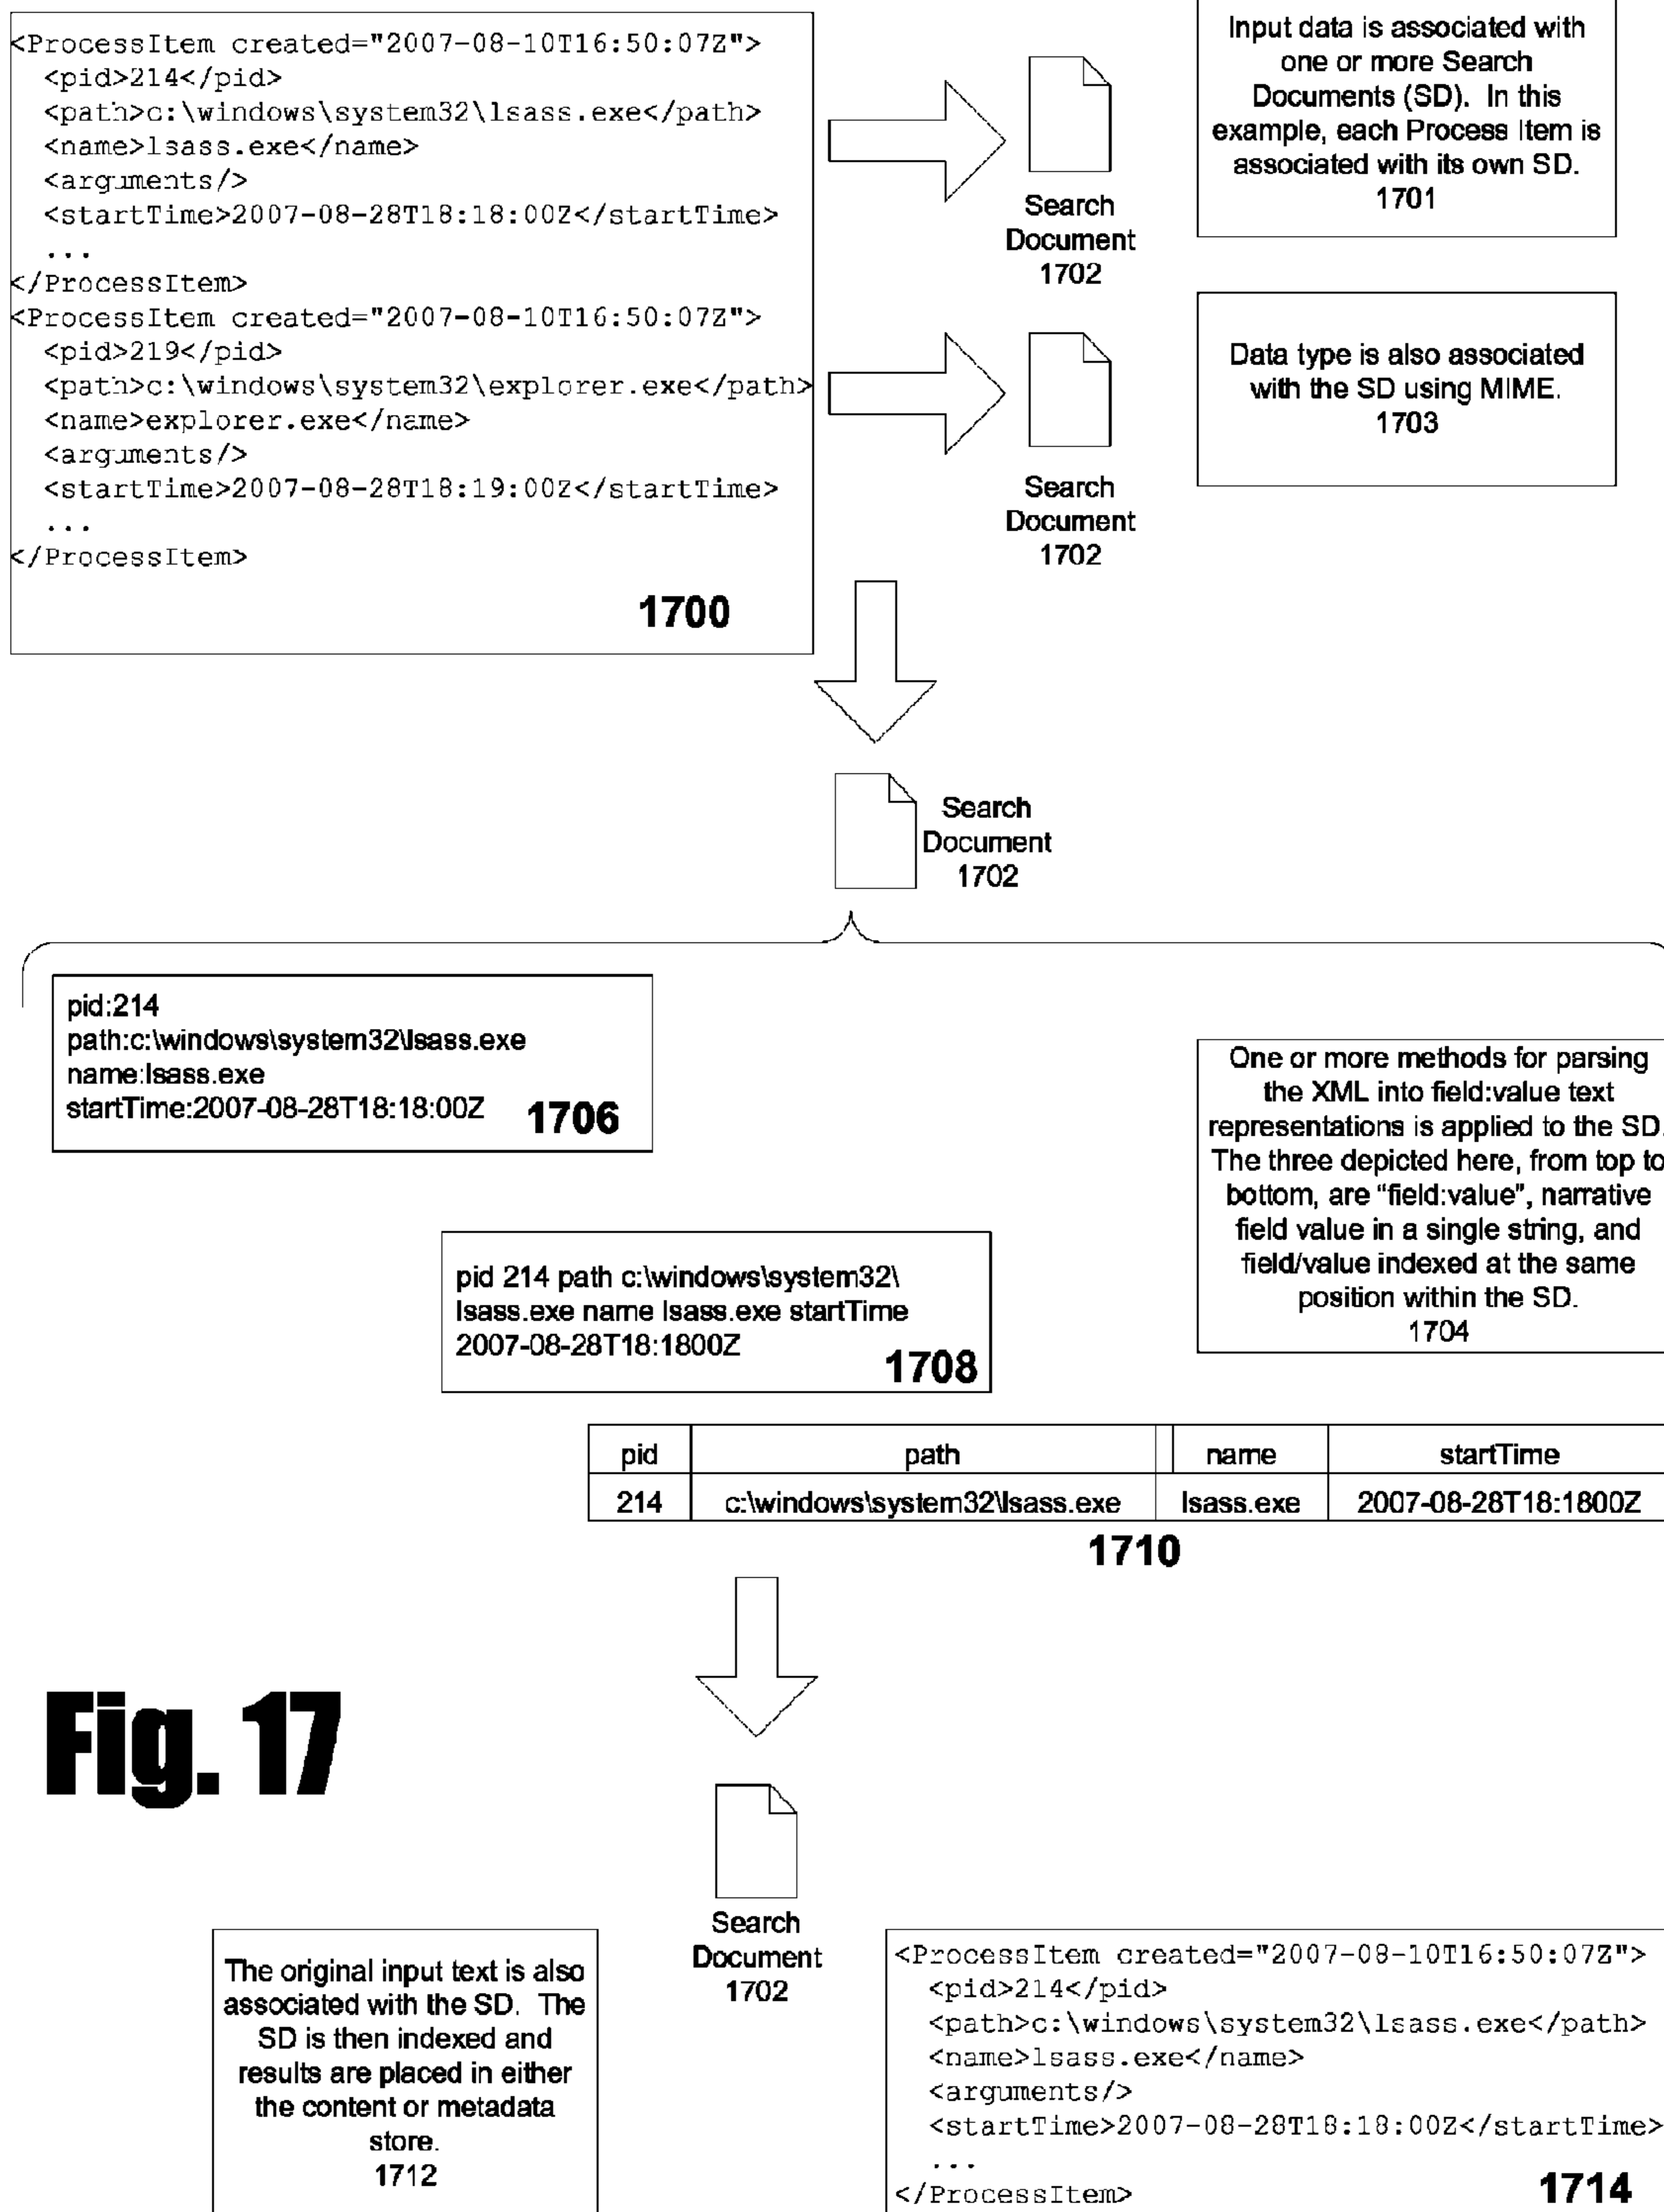 <ProcessItem created="2007-08-10T16:50:07Z">
<pid>214</pid>
<path>c:\windows\system32\lsass.exe</path>
<name>lsass.exe</name>
<arguments/>
<startTime>2007-08-28T18:18:00Z</startTime>
...
</ProcessItem>
<ProcessItem created="2007-08-10T16:50:07Z">
<pid>219</pid>
<path>c:\windows\system32\explorer.exe</path>
<name>explorer.exe</name>
<arguments/>
<startTime>2007-08-28T18:19:00Z</startTime>
...
</ProcessItem>
1700
Search
Document
1702
Input data is associated with
one or more Search
Documents (SD). In this
example, each Process Item is
associated with its own SD.
1701
Search
Document
1702
Data type is also associated
with the SD using MIME.
1703
Search
Document
1702
pid:214
path:c:\windows\system32\lsass.exe
name:lsass.exe
startTime:2007-08-28T18:18:00Z 1706
One or more methods for parsing
the XML into field:value text
representations is applied to the SD.
The three depicted here, from top to
bottom, are “field:value”, narrative
field value in a single string, and
field/value indexed at the same
position within the SD.
1704
pid 214 path c:\windows\system32\
lsass.exe name lsass.exe startTime
2007-08-28T18:1800Z
1708
pid path name startTime
214 c:\windows\system32\lsass.exe lsass.exe 2007-08-28T18:1800Z
1710
Fig. 17
Search
Document
1702
The original input text is also
associated with the SD. The
SD is then indexed and
results are placed in either
the content or metadata
store.
1712
<ProcessItem created="2007-08-10T16:50:07Z">
<pid>214</pid>
<path>c:\windows\system32\lsass.exe</path>
<name>lsass.exe</name>
<arguments/>
<startTime>2007-08-28T18:18:00Z</startTime>
...
</ProcessItem>
1714